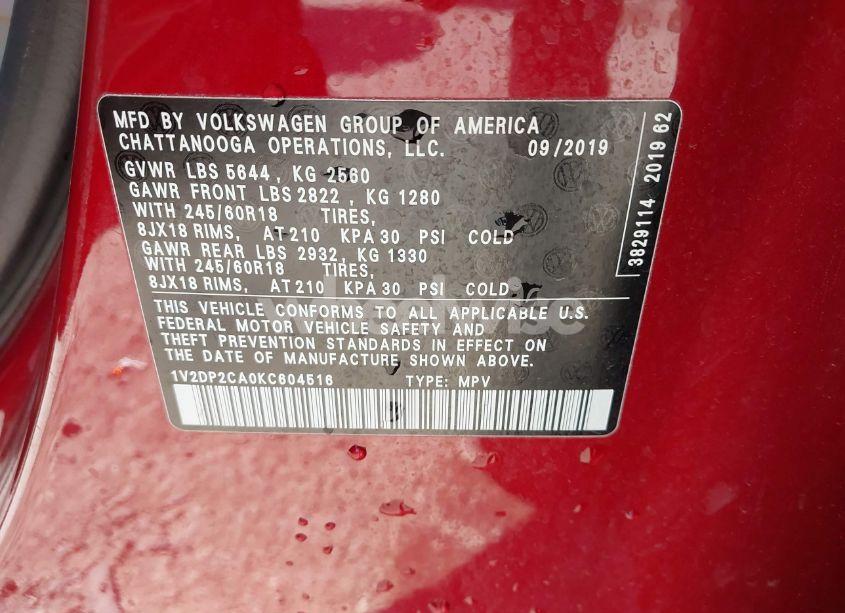 MFD BY VOLKSWAGEN GROUP OF AMERICA
CHATTANOOGA OPERATIONS, LLC. 09/2019
GVWR LBS 5644, KG 2560
GAWR FRONT LBS 2822, KG 1280
WITH 245/60R18 TIRES,
8JX18 RIMS, AT 210 KPA 30 PSI COLD
GAWR REAR LBS 2932, KG 1330
WITH 245/60R18 TIRES,
8JX18 RIMS, AT 210 KPA 30 PSI COLD.
THIS VEHICLE CONFORMS TO ALL APPLICABLE U.S.
FEDERAL MOTOR VEHICLE SAFETY AND
THEFT PREVENTION STANDARDS IN EFFECT ON
THE DATE OF MANUFACTURE SHOWN ABOVE.
1V2DP2CA0KC604516 TYPE: MPV
3829114 2019 62
wheelwise